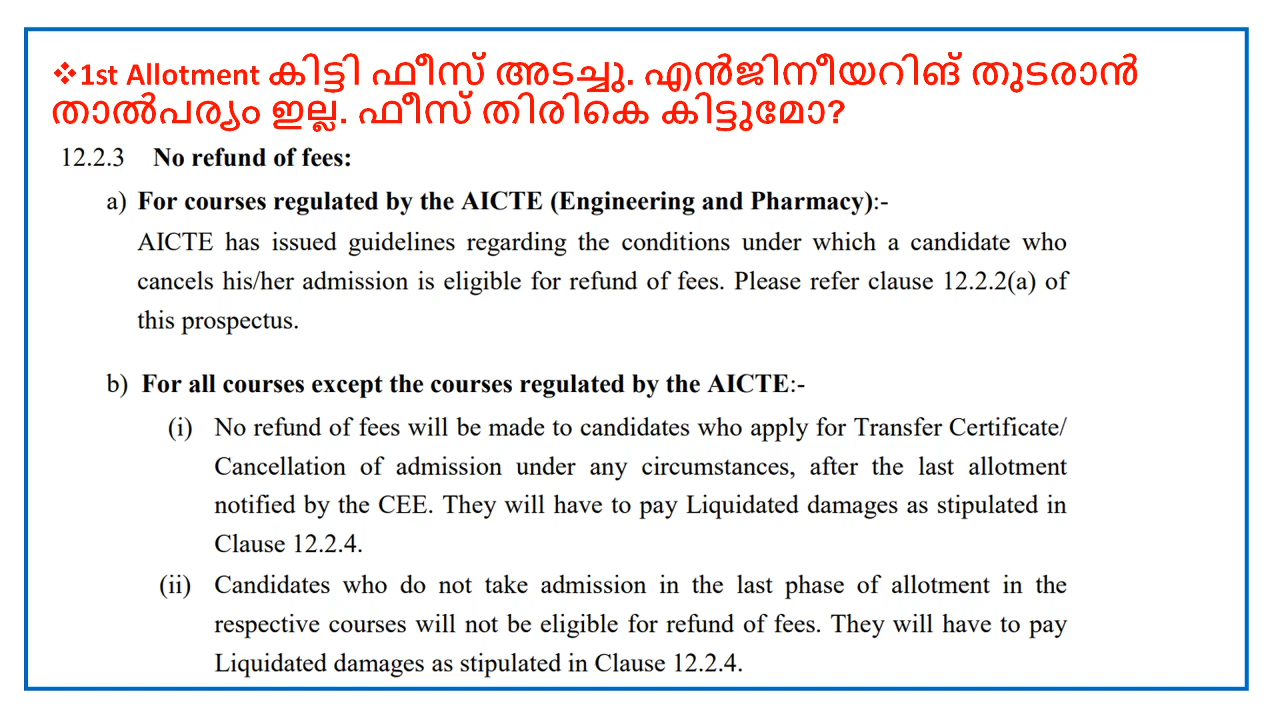 ❖1st Allotment കിട്ടി ഫീസ് അടച്ചു. എൻജിനീയറിങ് തുടരാൻ
താൽപര്യം ഇല്ല. ഫീസ് തിരികെ കിട്ടുമോ?
12.2.3 No refund of fees:
a) For courses regulated by the AICTE (Engineering and Pharmacy):-
AICTE has issued guidelines regarding the conditions under which a candidate who
cancels his/her admission is eligible for refund of fees. Please refer clause 12.2.2(a) of
this prospectus.
b) For all courses except the courses regulated by the AICTE:-
(i) No refund of fees will be made to candidates who apply for Transfer Certificate/
Cancellation of admission under any circumstances, after the last allotment
notified by the CEE. They will have to pay Liquidated damages as stipulated in
Clause 12.2.4.
(ii) Candidates who do not take admission in the last phase of allotment in the
respective courses will not be eligible for refund of fees. They will have to pay
Liquidated damages as stipulated in Clause 12.2.4.